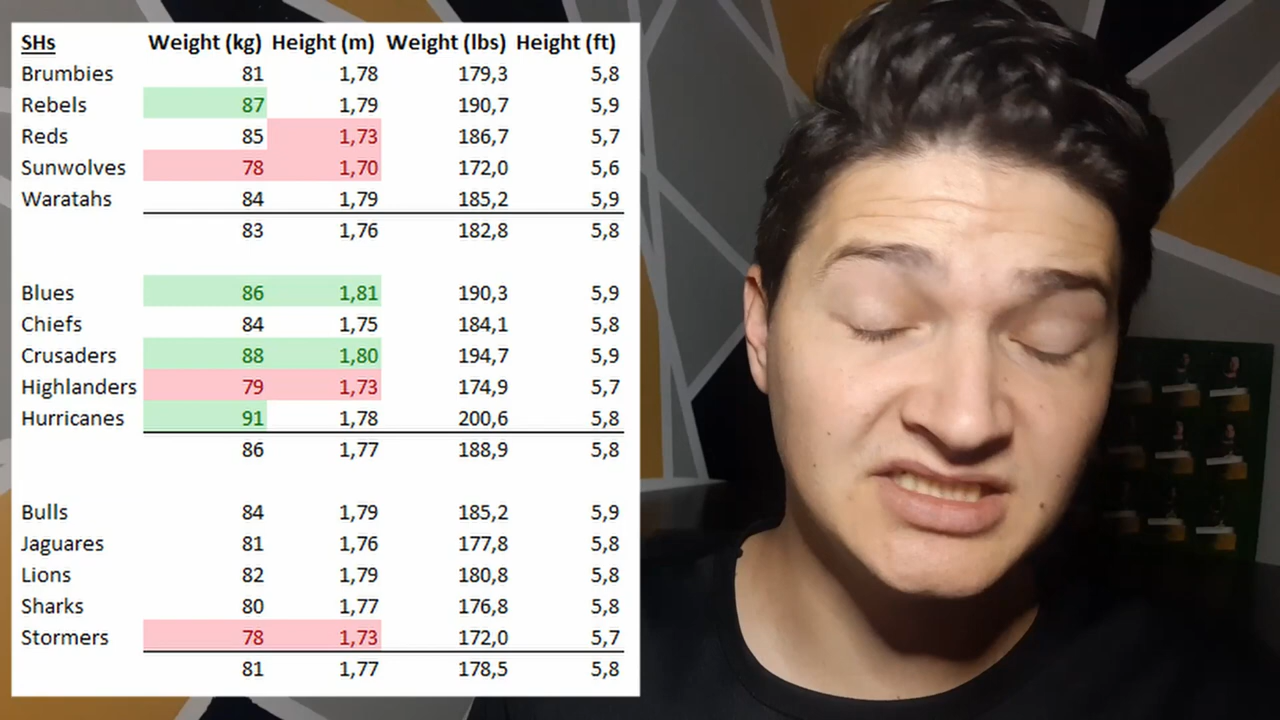 SHs Weight (kg) Height (m) Weight (lbs) Height (ft)
Brumbies 81 1,78 179,3 5,8
Rebels 87 1,79 190,7 5,9
Reds 85 1,73 186,7 5,7
Sunwolves 78 1,70 172,0 5,6
Waratahs 84 1,79 185,2 5,9
83 1,76 182,8 5,8
Blues 86 1,81 190,3 5,9
Chiefs 84 1,75 184,1 5,8
Crusaders 88 1,80 194,7 5,9
Highlanders 79 1,73 174,9 5,7
Hurricanes 91 1,78 200,6 5,8
86 1,77 188,9 5,8
Bulls 84 1,79 185,2 5,9
Jaguares 81 1,76 177,8 5,8
Lions 82 1,79 180,8 5,8
Sharks 80 1,77 176,8 5,8
Stormers 78 1,73 172,0 5,7
81 1,77 178,5 5,8